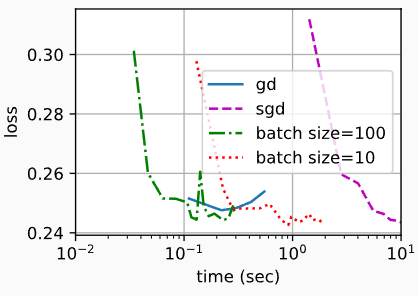 0.30
0.28
0.26
0.24
loss
gd
sgd
batch size=100
batch size=10
10⁻² 10⁻¹ 10⁰ 10¹
time (sec)